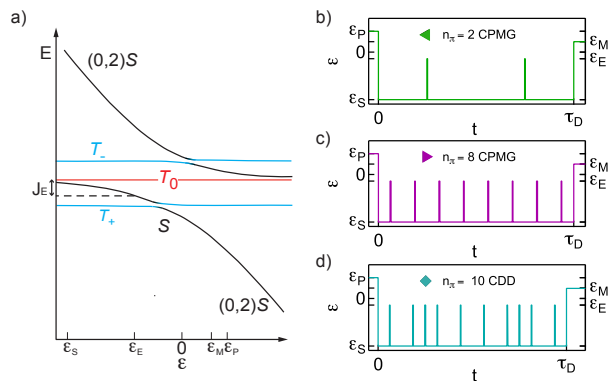 a)
E
(0,2)S
T₋
T₀
J_E
T₊
S
(0,2)S
ε_S
ε_E
0
ε_M
ε_P
ε
b)
n_π = 2 CPMG
ε_P
0
ε
ε_S
ε_M
ε_E
0
t
τ_D
c)
n_π = 8 CPMG
ε_P
0
ε
ε_S
ε_M
ε_E
0
t
τ_D
d)
n_π = 10 CDD
ε_P
0
ε
ε_S
ε_M
ε_E
0
t
τ_D